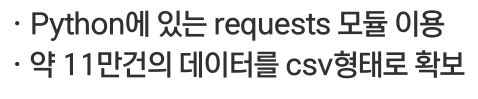 · Python에 있는 requests 모듈 이용
· 약 11만건의 데이터를 csv형태로 확보